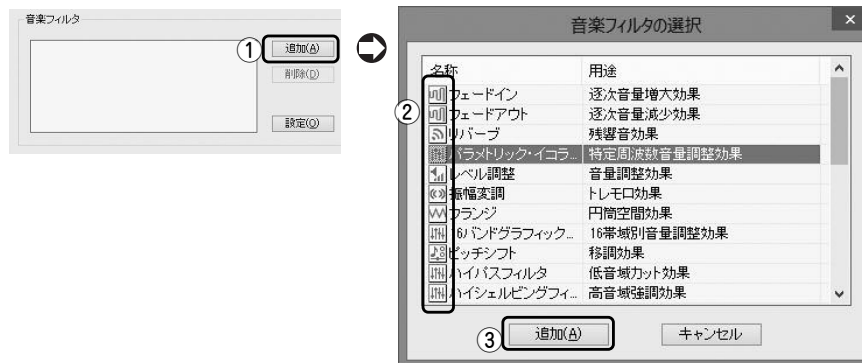 音楽フィルタ
① 追加(A)
削除(D)
設定(O)
音楽フィルタの選択 ×
名称 用途
②
フェードイン 逐次音量増大効果
フェードアウト 逐次音量減少効果
リバーブ 残響音効果
パラメトリック・イコラ... 特定周波数音量調整効果
レベル調整 音量調整効果
振幅変調 トレモロ効果
フランジ 円筒空間効果
16バンドグラフィック... 16帯域別音量調整効果
ピッチシフト 移調効果
ハイパスフィルタ 低音域カット効果
ハイシェルビングフィ... 高音域強調効果
③ 追加(A) キャンセル